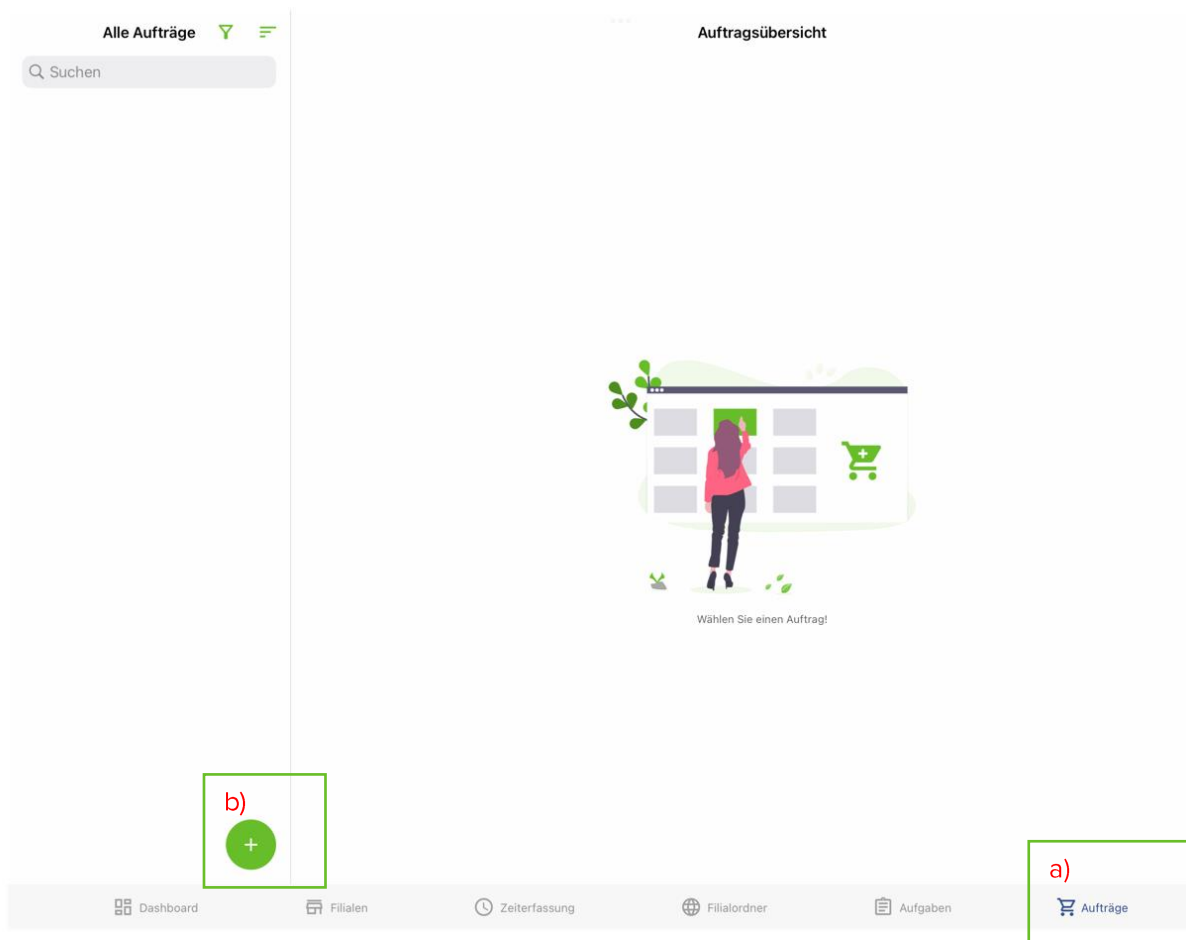 Alle Aufträge
Auftragsübersicht
Suchen
Wählen Sie einen Auftrag!
b)
+
a)
Dashboard
Filialen
Zeiterfassung
Filialordner
Aufgaben
Aufträge